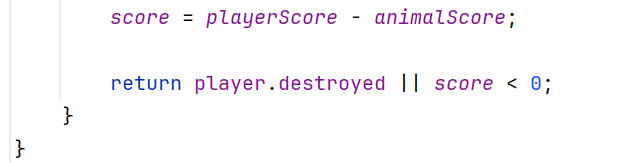 score = playerScore - animalScore;
return player.destroyed || score < 0;
}
}